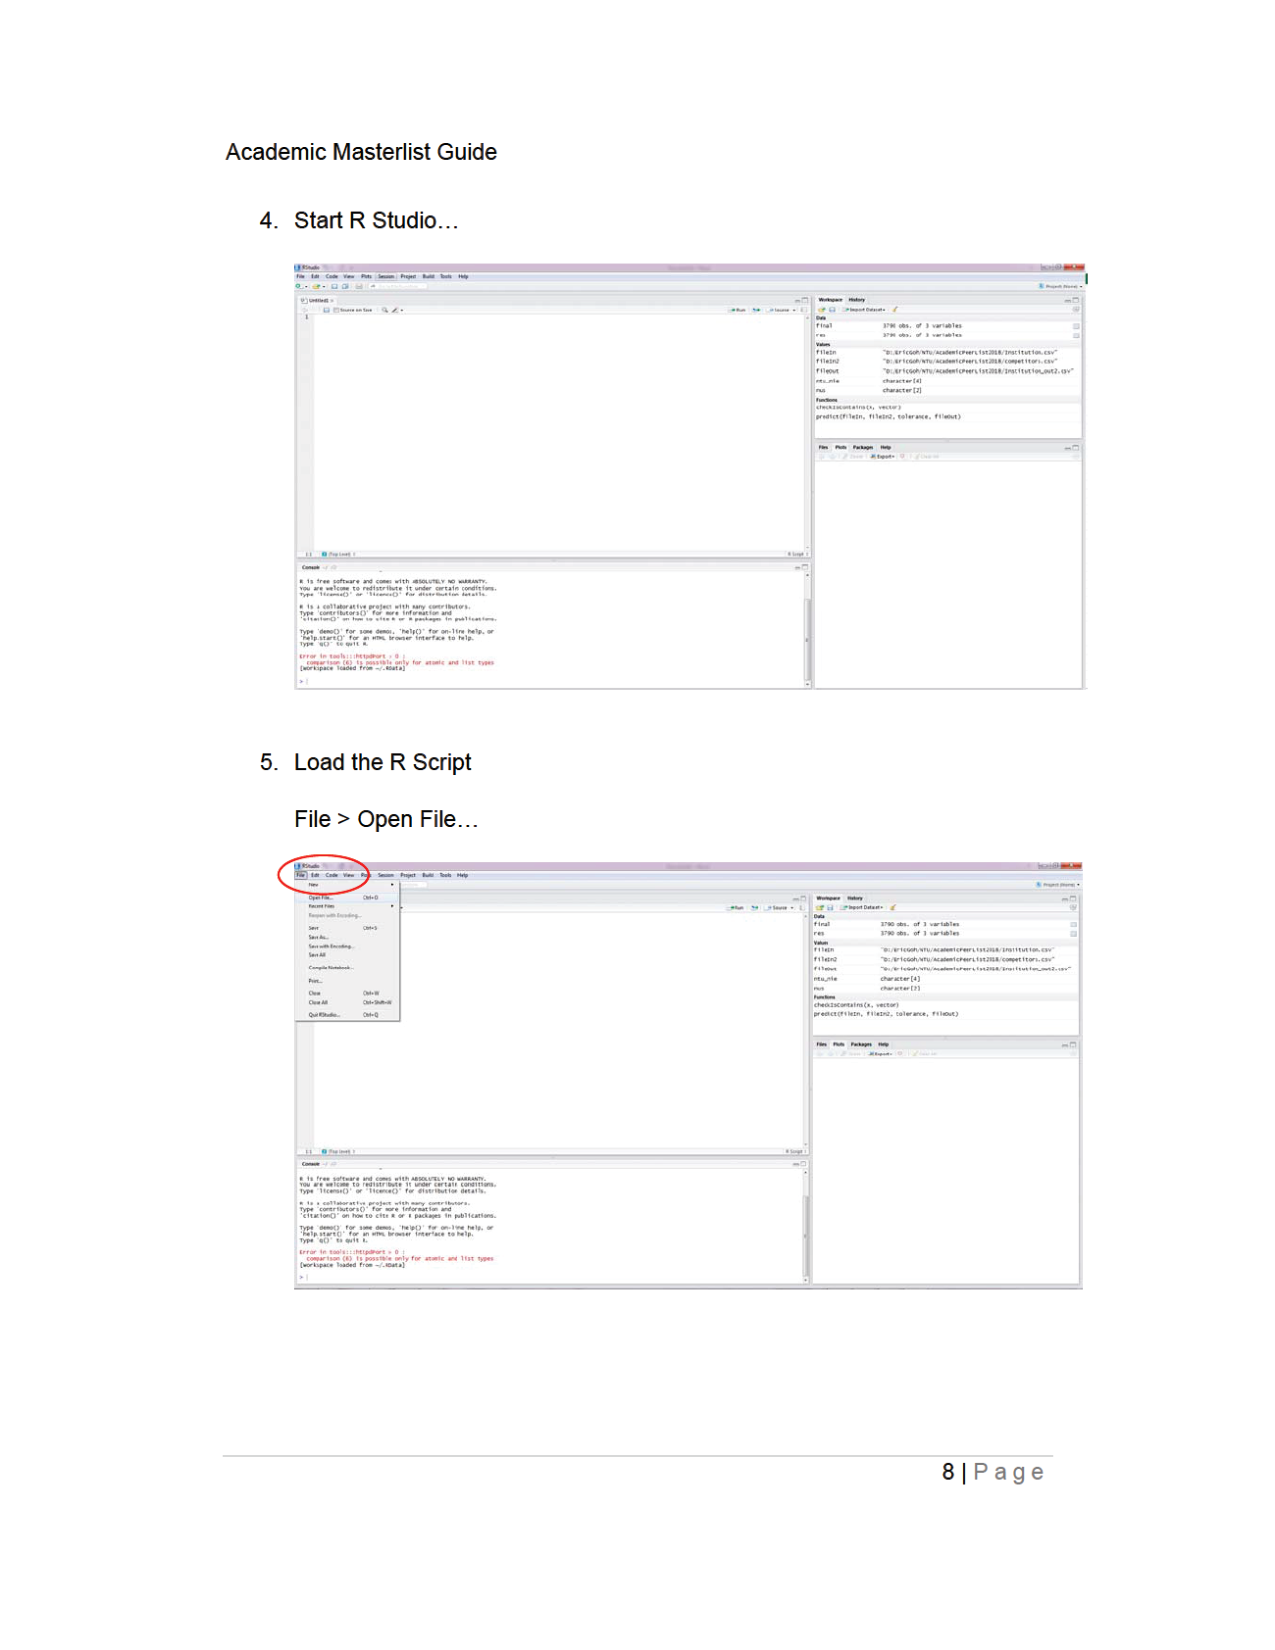 Academic Masterlist Guide
4. Start R Studio…
RStudio
File Edit Code View Plots Session Project Build Tools Help
Project: (None)
Untitled1
Source on Save
Run Source
1
1:1 (Top Level) R Script
Console
R is free software and comes with ABSOLUTELY NO WARRANTY.
You are welcome to redistribute it under certain conditions.
Type 'license()' or 'licence()' for distribution details.
R is a collaborative project with many contributors.
Type 'contributors()' for more information and
'citation()' on how to cite R or R packages in publications.
Type 'demo()' for some demos, 'help()' for on-line help, or
'help.start()' for an HTML browser interface to help.
Type 'q()' to quit R.
Error in tools:::httpdPort > 0 :
comparison (6) is possible only for atomic and list types
[Workspace loaded from ~/.RData]
>
Workspace History
Import Dataset
Data
final 3790 obs. of 3 variables
res 3790 obs. of 3 variables
Values
fileIn "D:/EricGoh/NTU/AcademicPeerList2018/Institution.csv"
fileIn2 "D:/EricGoh/NTU/AcademicPeerList2018/competitors.csv"
fileOut "D:/EricGoh/NTU/AcademicPeerList2018/Institution_out2.csv"
ntu_nie character[4]
nus character[2]
Functions
checkIsContains(x, vector)
predict(fileIn, fileIn2, tolerance, fileOut)
Files Plots Packages Help
Zoom Export Clear All
5. Load the R Script
File > Open File…
RStudio
File Edit Code View Plots Session Project Build Tools Help
Project: (None)
New
Open File... Ctrl+O
Recent Files
Reopen with Encoding...
Save Ctrl+S
Save As...
Save with Encoding...
Save All
Compile Notebook...
Print...
Close Ctrl+W
Close All Ctrl+Shift+W
Quit RStudio... Ctrl+Q
Run Source
1:1 (Top Level) R Script
Console
R is free software and comes with ABSOLUTELY NO WARRANTY.
You are welcome to redistribute it under certain conditions.
Type 'license()' or 'licence()' for distribution details.
R is a collaborative project with many contributors.
Type 'contributors()' for more information and
'citation()' on how to cite R or R packages in publications.
Type 'demo()' for some demos, 'help()' for on-line help, or
'help.start()' for an HTML browser interface to help.
Type 'q()' to quit R.
Error in tools:::httpdPort > 0 :
comparison (6) is possible only for atomic and list types
[Workspace loaded from ~/.RData]
>
Workspace History
Import Dataset
Data
final 3790 obs. of 3 variables
res 3790 obs. of 3 variables
Values
fileIn "D:/EricGoh/NTU/AcademicPeerList2018/Institution.csv"
fileIn2 "D:/EricGoh/NTU/AcademicPeerList2018/competitors.csv"
fileOut "D:/EricGoh/NTU/AcademicPeerList2018/Institution_out2.csv"
ntu_nie character[4]
nus character[2]
Functions
checkIsContains(x, vector)
predict(fileIn, fileIn2, tolerance, fileOut)
Files Plots Packages Help
Zoom Export Clear All
8 | Page